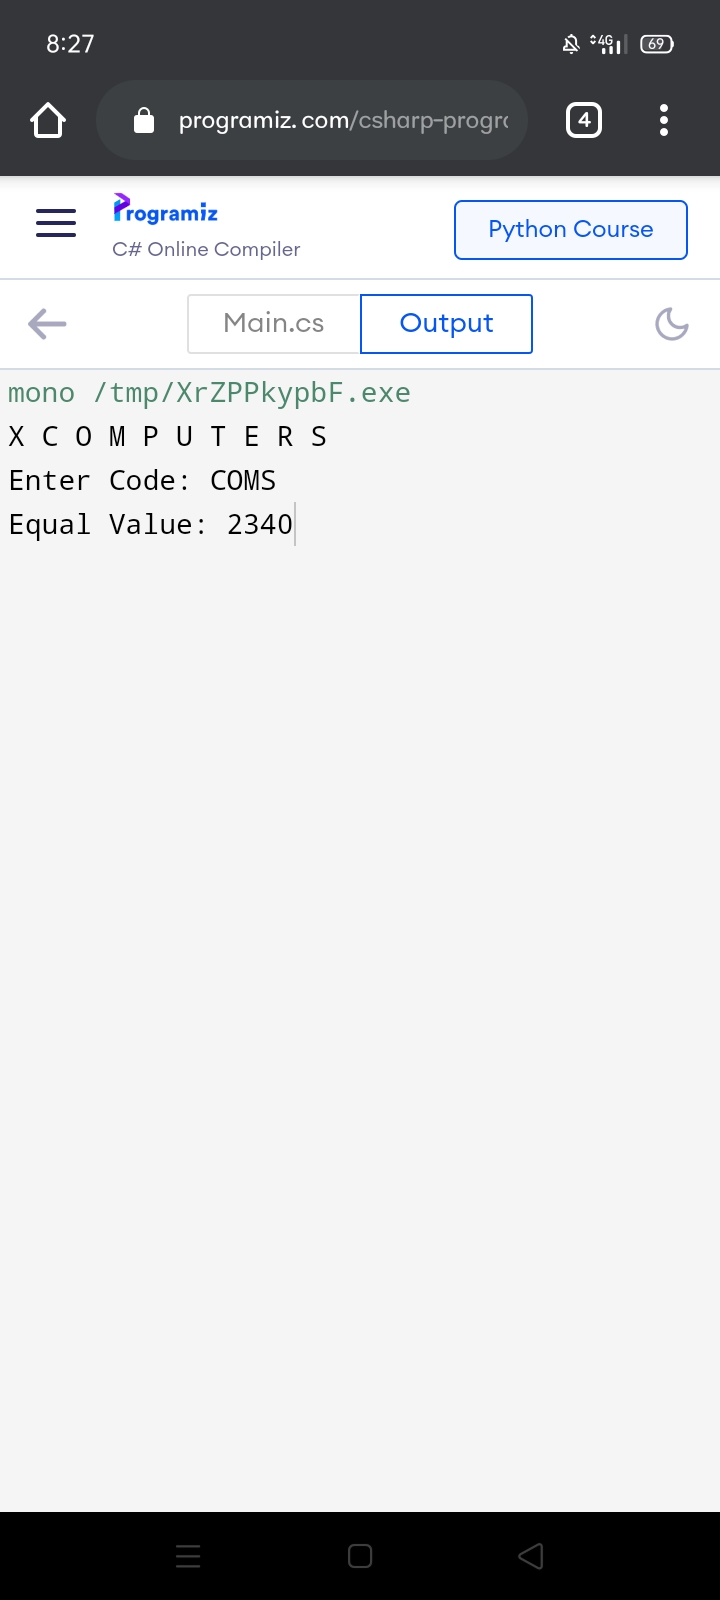 8:27
4G
69
programiz.com/csharp-progr
4
Programiz
C# Online Compiler
Python Course
Main.cs
Output
mono /tmp/XrZPPkypbF.exe
X C O M P U T E R S
Enter Code: COMS
Equal Value: 2340